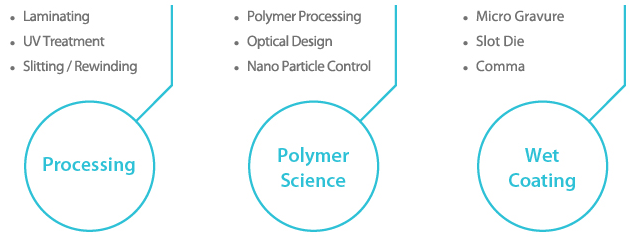 • Laminating
• UV Treatment
• Slitting / Rewinding
Processing
• Polymer Processing
• Optical Design
• Nano Particle Control
Polymer
Science
• Micro Gravure
• Slot Die
• Comma
Wet
Coating